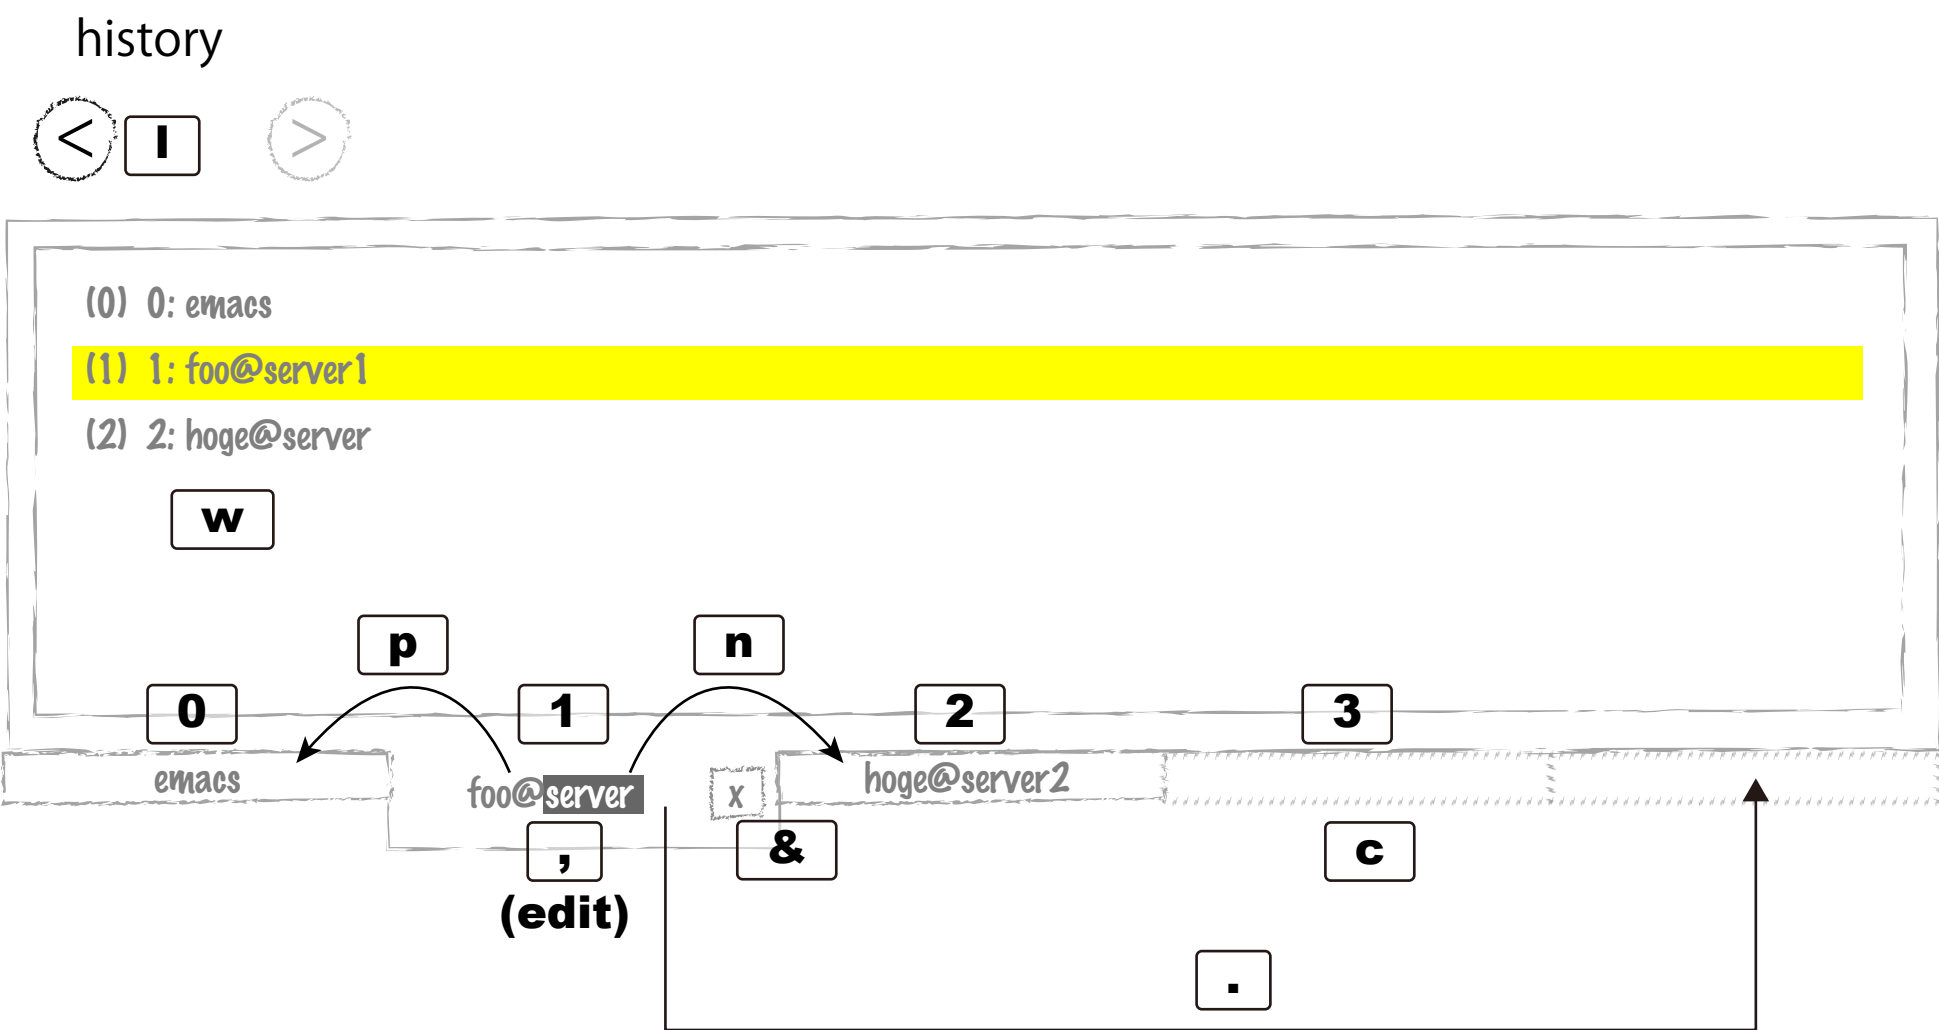 history
< l >
(0) 0: emacs
(1) 1: foo@server1
(2) 2: hoge@server
w
p n
0 1 2 3
emacs foo@server x hoge@server2
, & c
(edit)
.